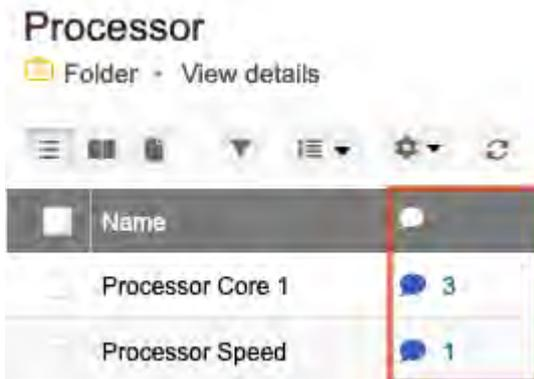 Processor
Folder - View details
Name
Processor Core 1 3
Processor Speed 1